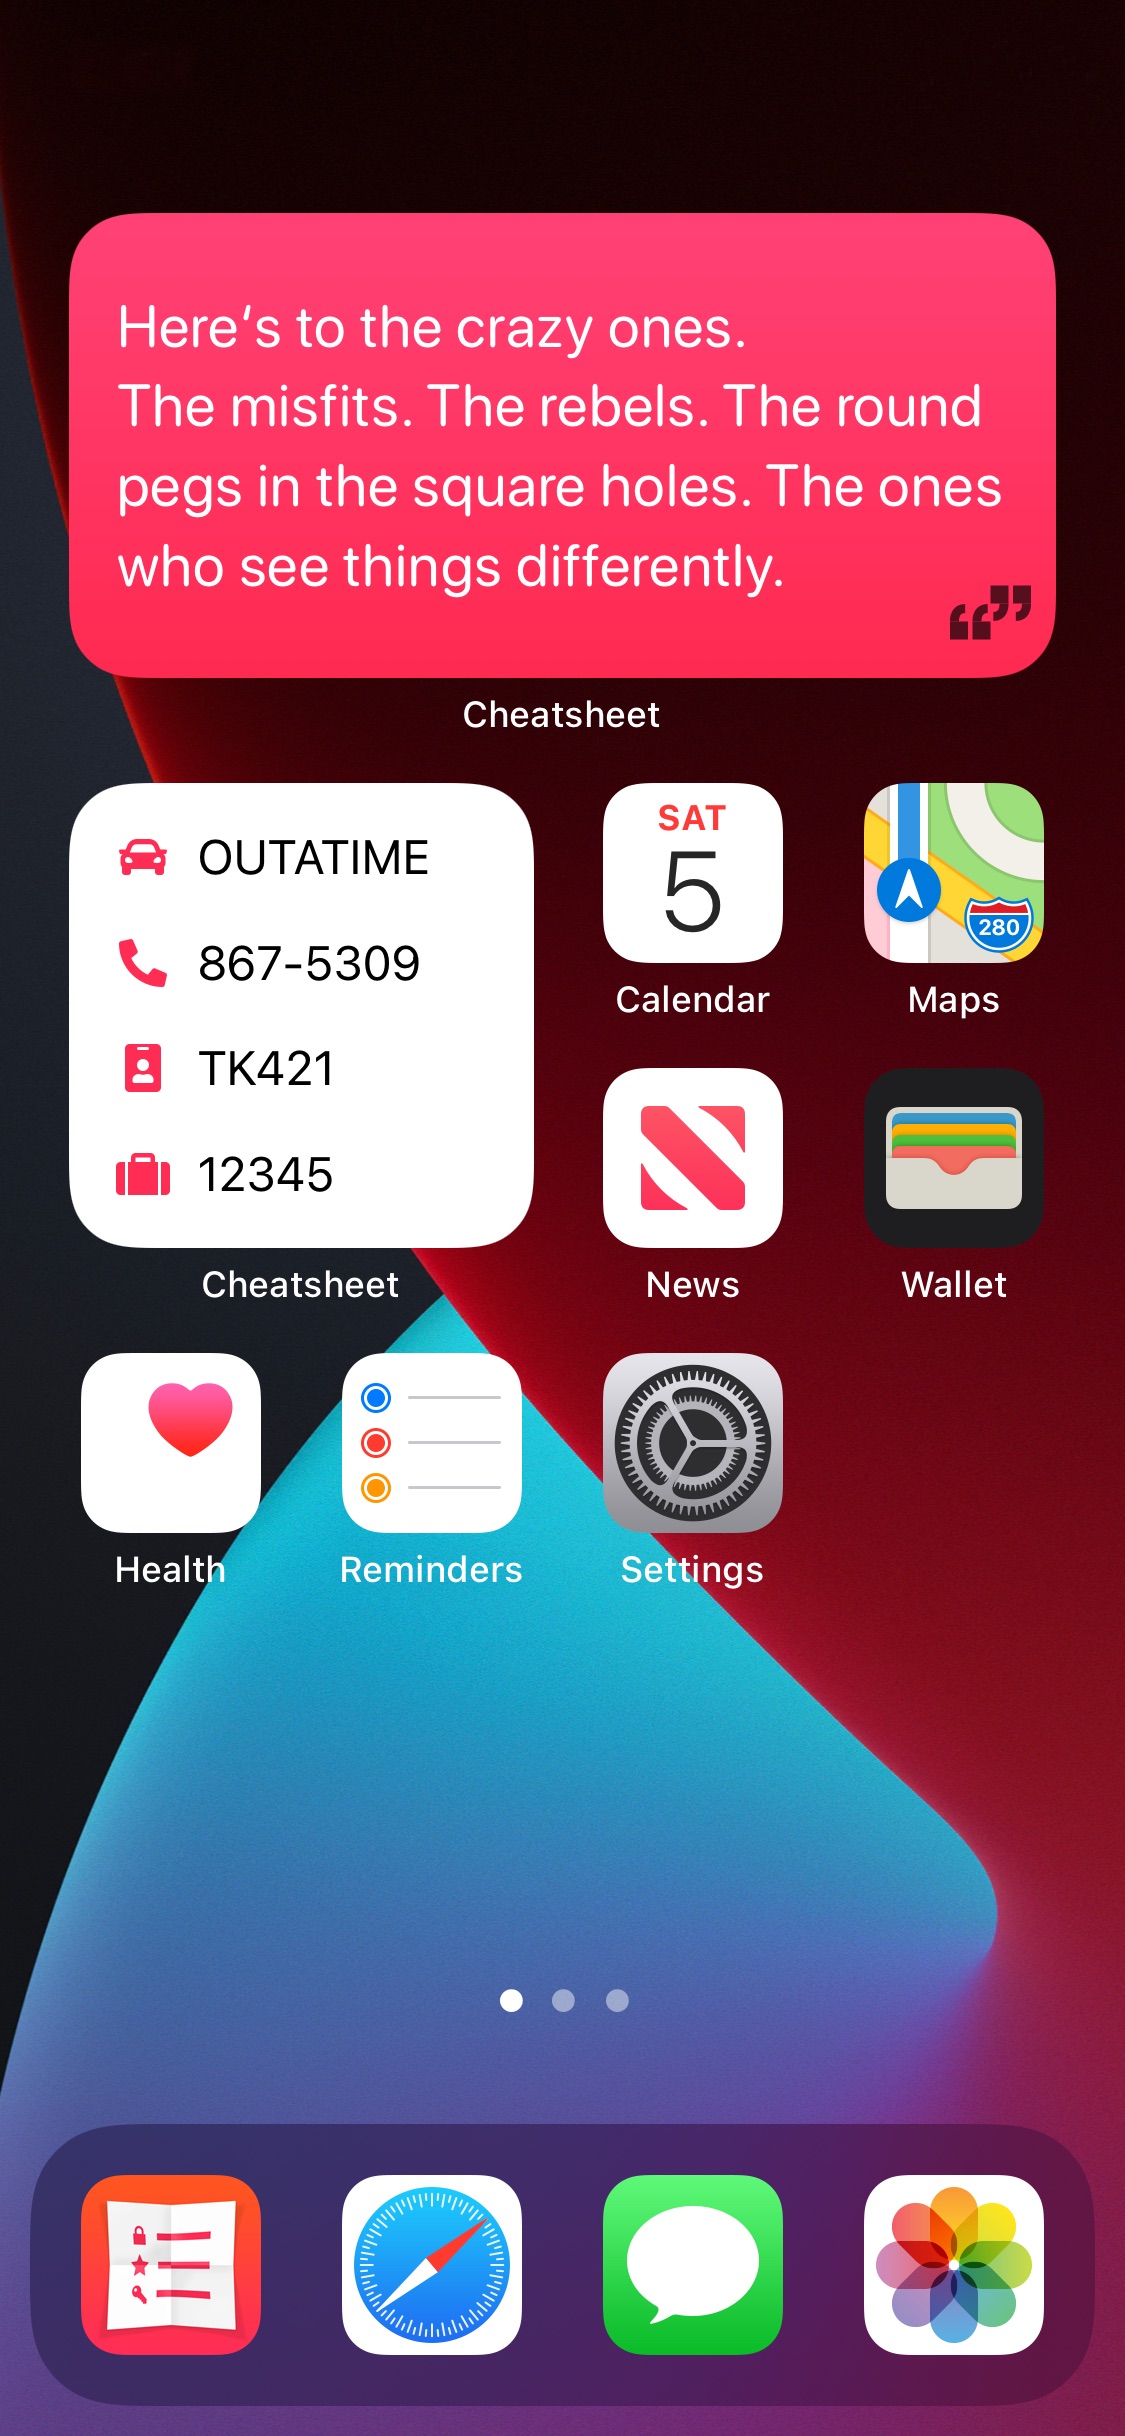 Here‘s to the crazy ones.
The misfits. The rebels. The round
pegs in the square holes. The ones
who see things differently.
Cheatsheet
OUTATIME
867-5309
TK421
12345
Cheatsheet
SAT
5
Calendar
280
Maps
News
Wallet
Health
Reminders
Settings